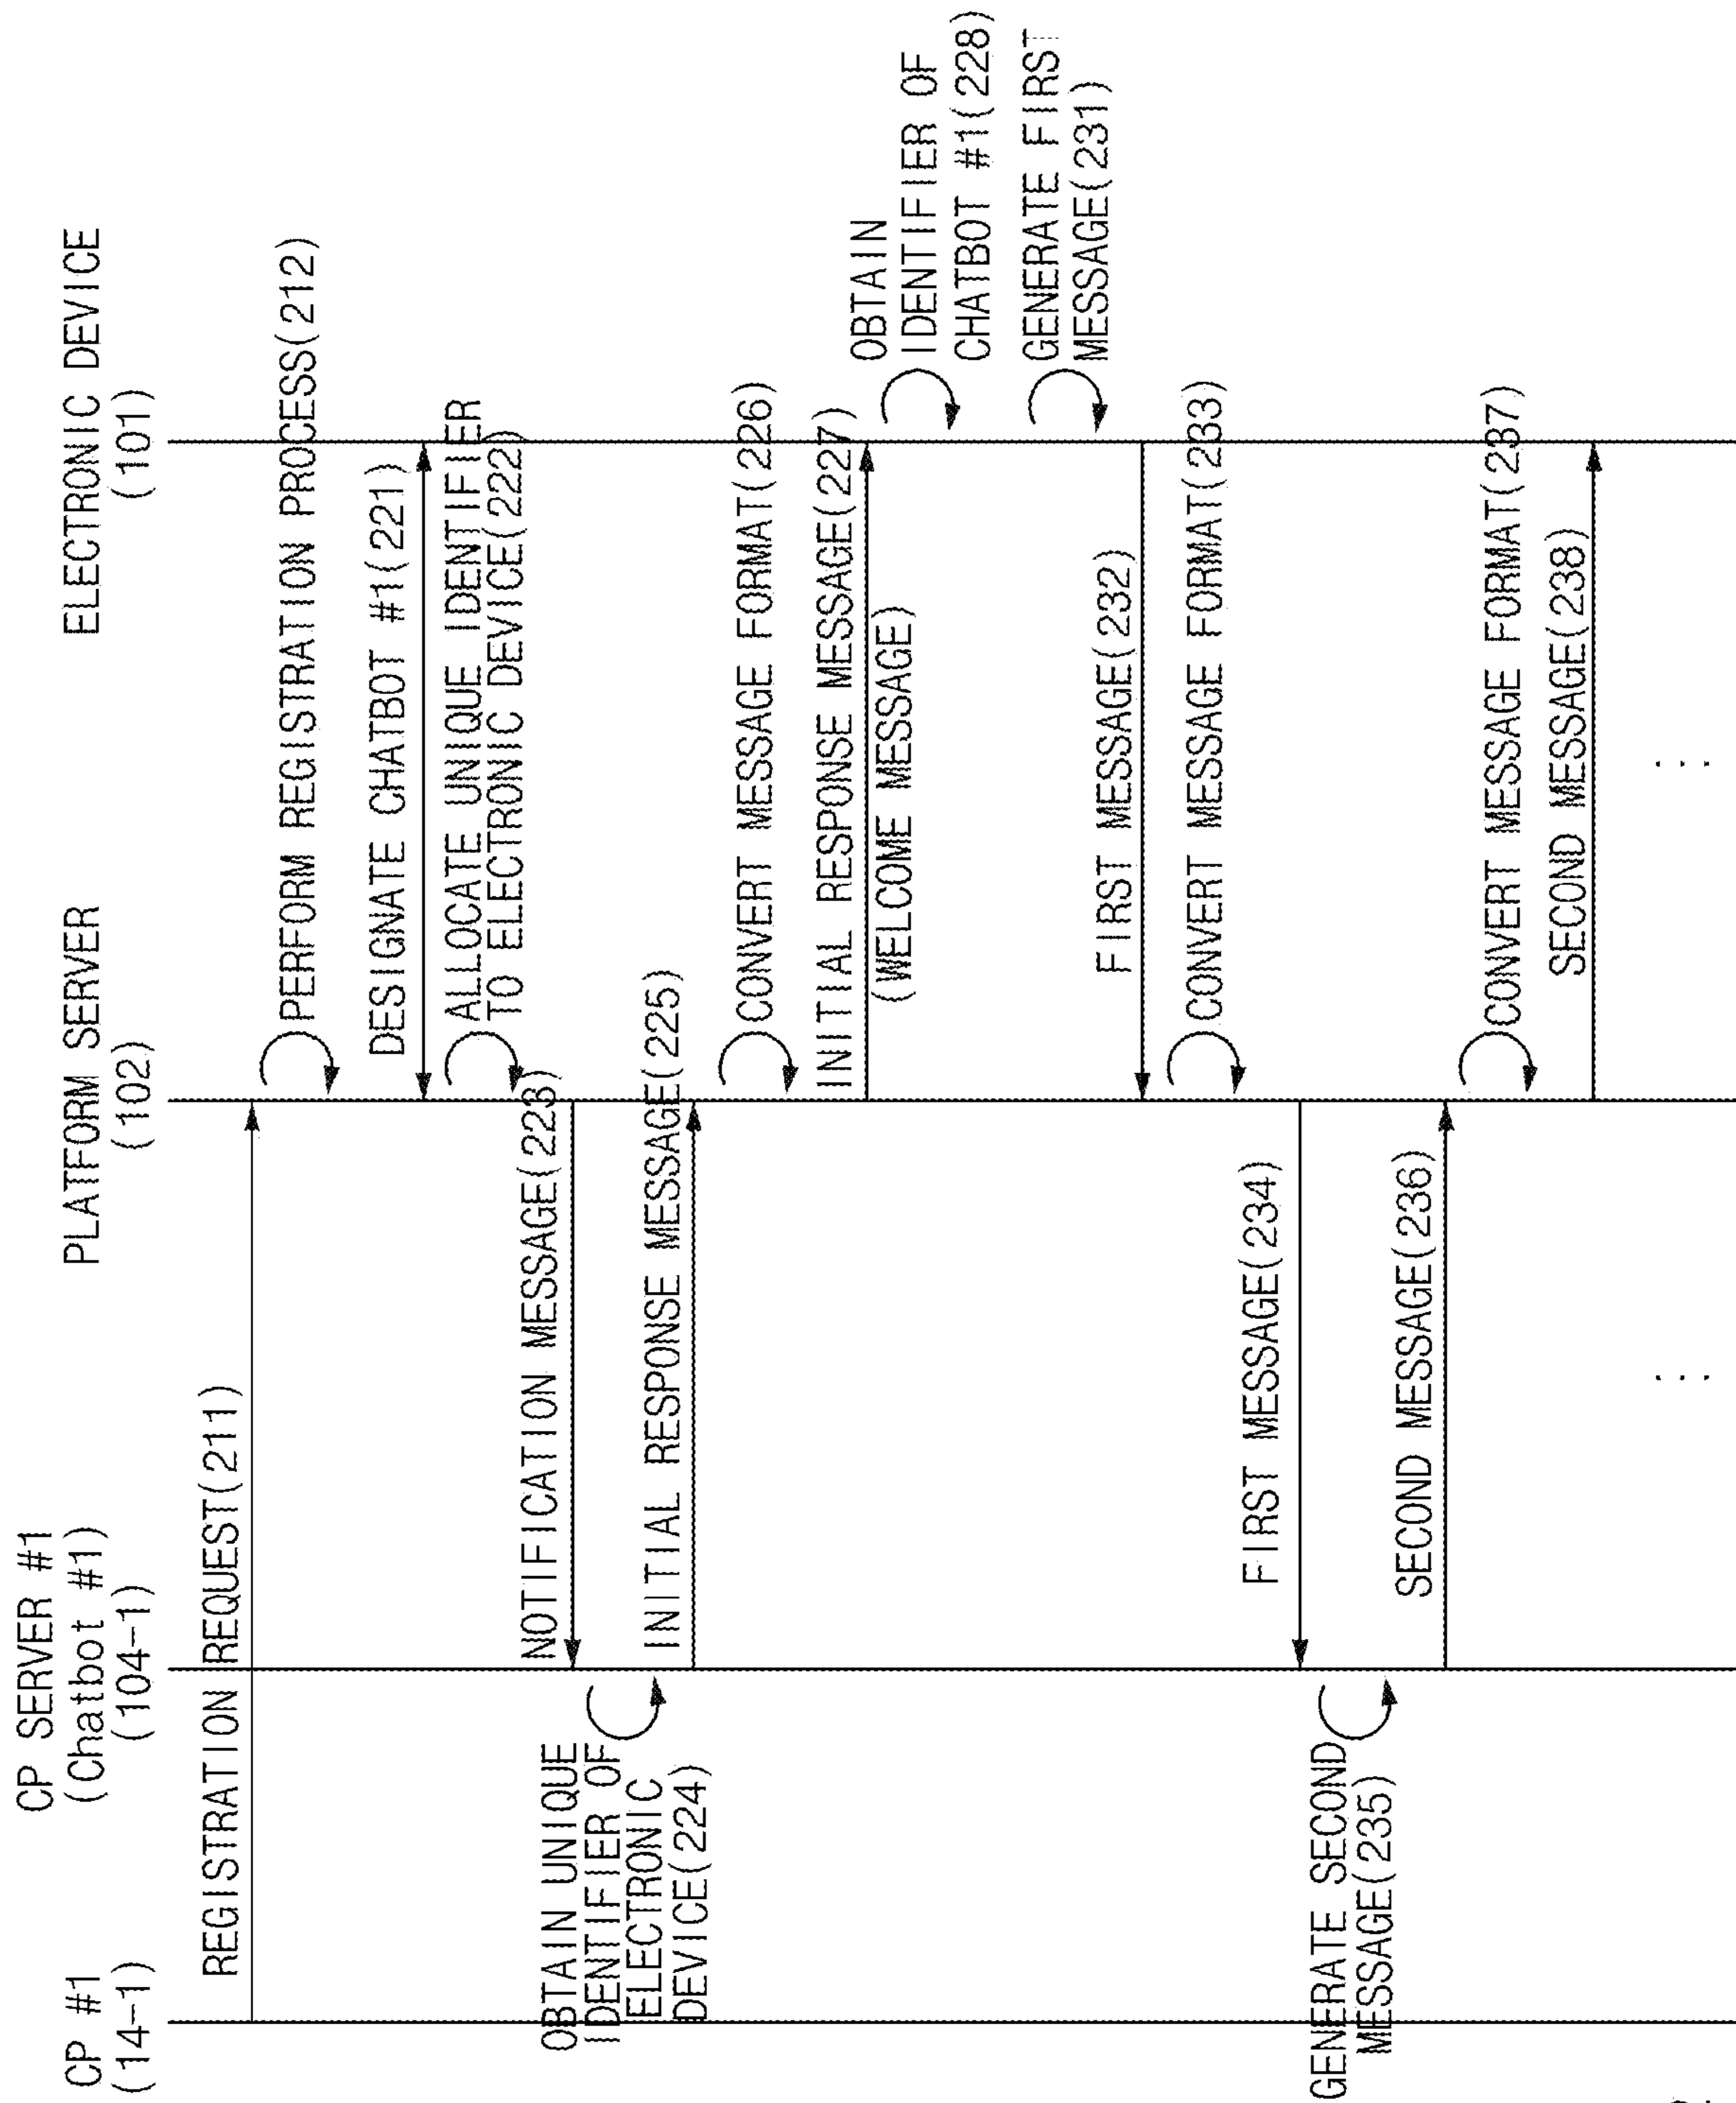 CP #1
(14-1)
CP SERVER #1
(Chatbot #1)
(104-1)
PLATFORM SERVER
(102)
ELECTRONIC DEVICE
(101)
REGISTRATION REQUEST(211)
PERFORM REGISTRATION PROCESS(212)
DESIGNATE CHATBOT #1(221)
ALLOCATE UNIQUE IDENTIFIER
TO ELECTRONIC DEVICE(222)
NOTIFICATION MESSAGE(223)
OBTAIN UNIQUE
IDENTIFIER OF
ELECTRONIC
DEVICE(224)
INITIAL RESPONSE MESSAGE(225)
CONVERT MESSAGE FORMAT(226)
INITIAL RESPONSE MESSAGE(227)
(WELCOME MESSAGE)
OBTAIN
IDENTIFIER OF
CHATBOT #1(228)
GENERATE FIRST
MESSAGE(231)
FIRST MESSAGE(232)
CONVERT MESSAGE FORMAT(233)
FIRST MESSAGE(234)
GENERATE SECOND
MESSAGE(235)
SECOND MESSAGE(236)
CONVERT MESSAGE FORMAT(237)
SECOND MESSAGE(238)
...
...